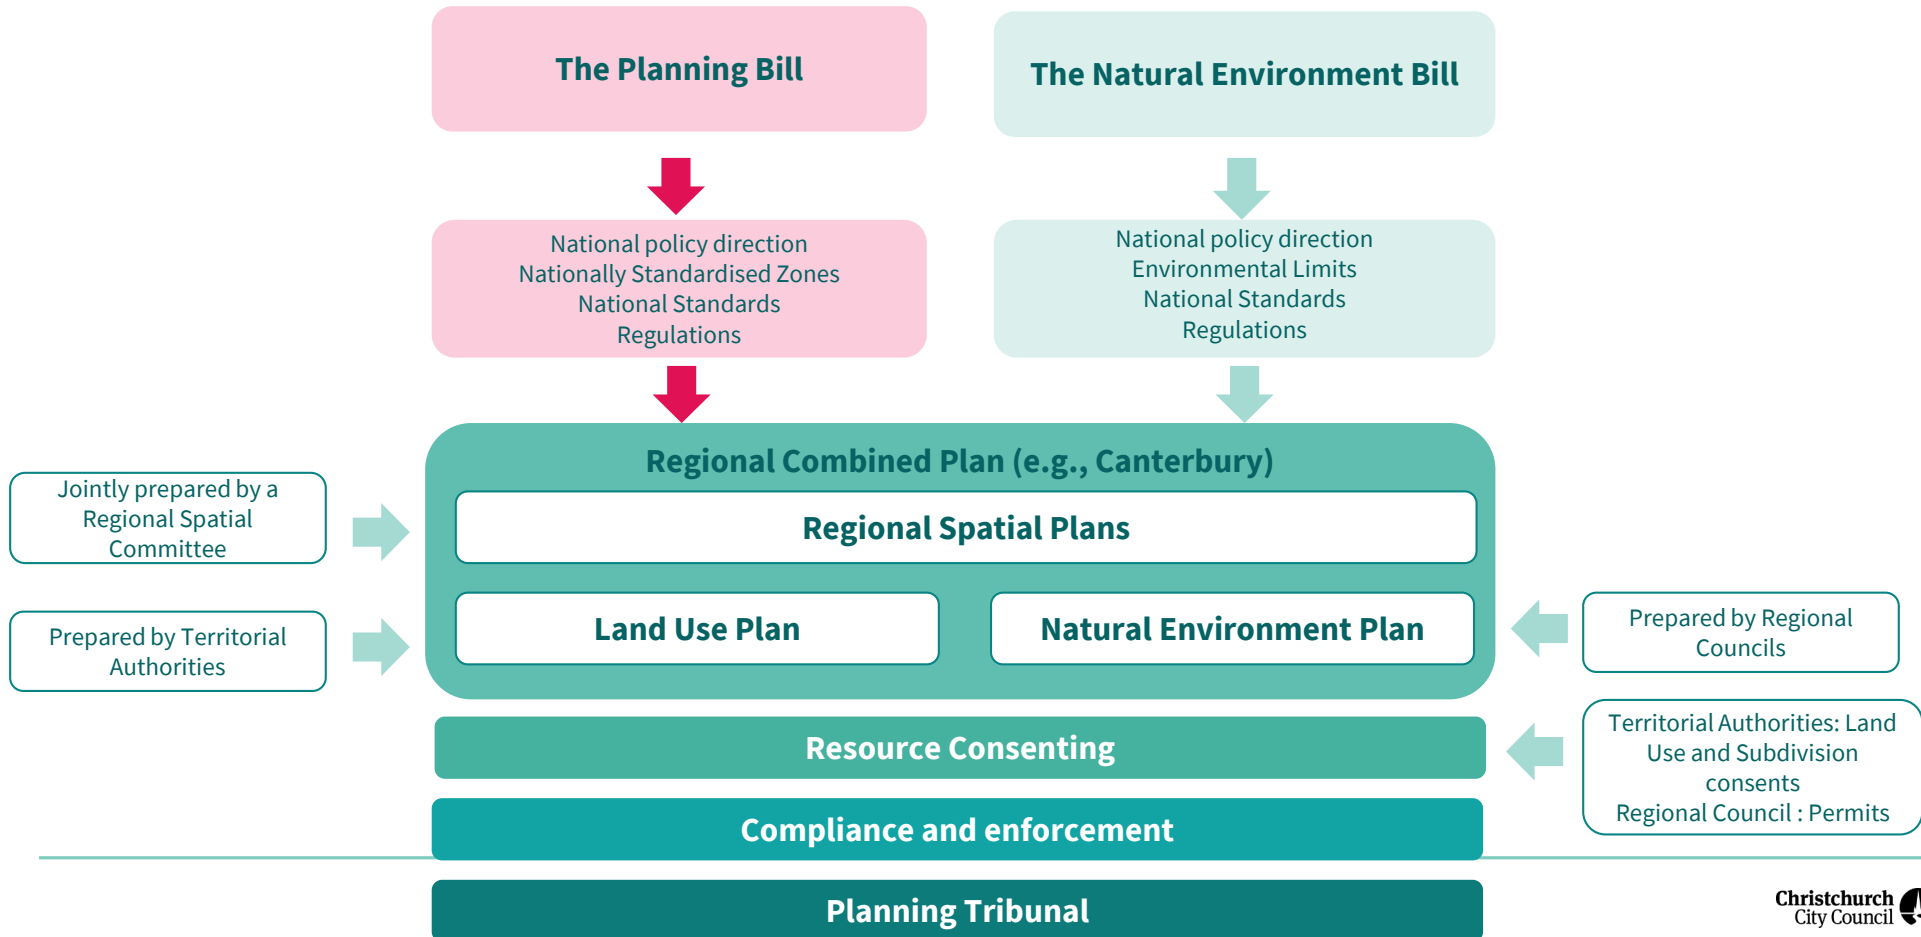 The Planning Bill
The Natural Environment Bill
National policy direction
Nationally Standardised Zones
National Standards
Regulations
National policy direction
Environmental Limits
National Standards
Regulations
Regional Combined Plan (e.g., Canterbury)
Jointly prepared by a
Regional Spatial
Committee
Regional Spatial Plans
Prepared by Territorial
Authorities
Land Use Plan
Natural Environment Plan
Prepared by Regional
Councils
Resource Consenting
Territorial Authorities: Land
Use and Subdivision
consents
Regional Council : Permits
Compliance and enforcement
Planning Tribunal
Christchurch
City Council